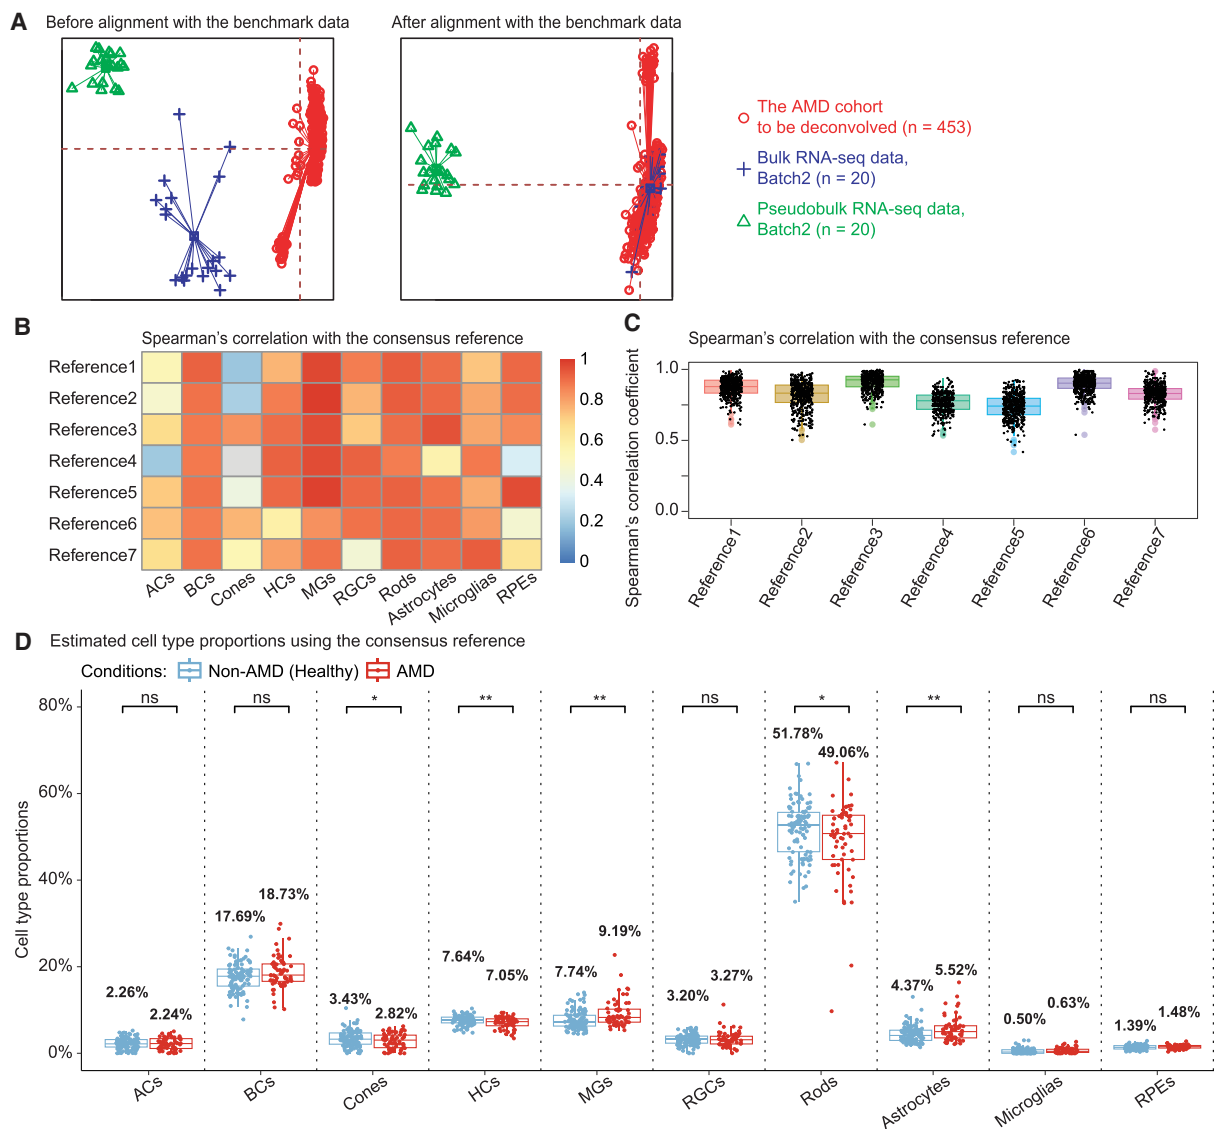 A
Before alignment with the benchmark data
After alignment with the benchmark data
The AMD cohort
to be deconvolved (n = 453)
Bulk RNA-seq data,
Batch2 (n = 20)
Pseudobulk RNA-seq data,
Batch2 (n = 20)
B
Spearman's correlation with the consensus reference
Reference1
Reference2
Reference3
Reference4
Reference5
Reference6
Reference7
ACs
BCs
Cones
HCs
MGs
RGCs
Rods
Astrocytes
Microglias
RPEs
1
0.8
0.6
0.4
0.2
0
C
Spearman's correlation with the consensus reference
Spearman's correlation coefficient
1.0
0.5
0.0
Reference1
Reference2
Reference3
Reference4
Reference5
Reference6
Reference7
D
Estimated cell type proportions using the consensus reference
Conditions: Non-AMD (Healthy) AMD
Cell type proportions
80%
60%
40%
20%
0%
ns
ns
*
**
**
ns
*
**
ns
ns
2.26%
2.24%
17.69%
18.73%
3.43%
2.82%
7.64%
7.05%
7.74%
9.19%
3.20%
3.27%
51.78%
49.06%
4.37%
5.52%
0.50%
0.63%
1.39%
1.48%
ACs
BCs
Cones
HCs
MGs
RGCs
Rods
Astrocytes
Microglias
RPEs